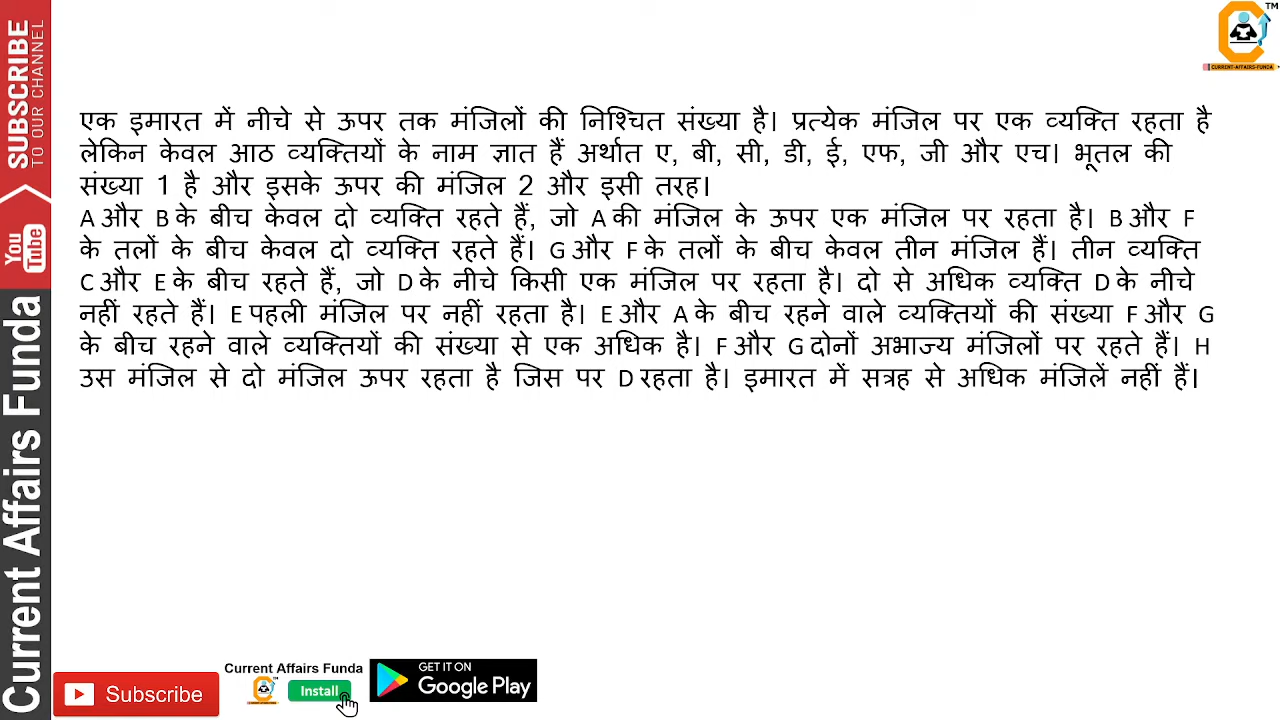 SUBSCRIBE
TO OUR CHANNEL
You
Tube
Current Affairs Funda
TM
CURRENT-AFFAIRS-FUNDA
एक इमारत में नीचे से ऊपर तक मंजिलों की निश्चित संख्या है। प्रत्येक मंजिल पर एक व्यक्ति रहता है
लेकिन केवल आठ व्यक्तियों के नाम ज्ञात हैं अर्थात ए, बी, सी, डी, ई, एफ, जी और एच। भूतल की
संख्या 1 है और इसके ऊपर की मंजिल 2 और इसी तरह।
A और B के बीच केवल दो व्यक्ति रहते हैं, जो A की मंजिल के ऊपर एक मंजिल पर रहता है। B और F
के तलों के बीच केवल दो व्यक्ति रहते हैं। G और F के तलों के बीच केवल तीन मंजिल हैं। तीन व्यक्ति
C और E के बीच रहते हैं, जो D के नीचे किसी एक मंजिल पर रहता है। दो से अधिक व्यक्ति D के नीचे
नहीं रहते हैं। E पहली मंजिल पर नहीं रहता है। E और A के बीच रहने वाले व्यक्तियों की संख्या F और G
के बीच रहने वाले व्यक्तियों की संख्या से एक अधिक है। F और G दोनों अभाज्य मंजिलों पर रहते हैं। H
उस मंजिल से दो मंजिल ऊपर रहता है जिस पर D रहता है। इमारत में सत्रह से अधिक मंजिलें नहीं हैं।
Subscribe
Current Affairs Funda
Install
GET IT ON
Google Play